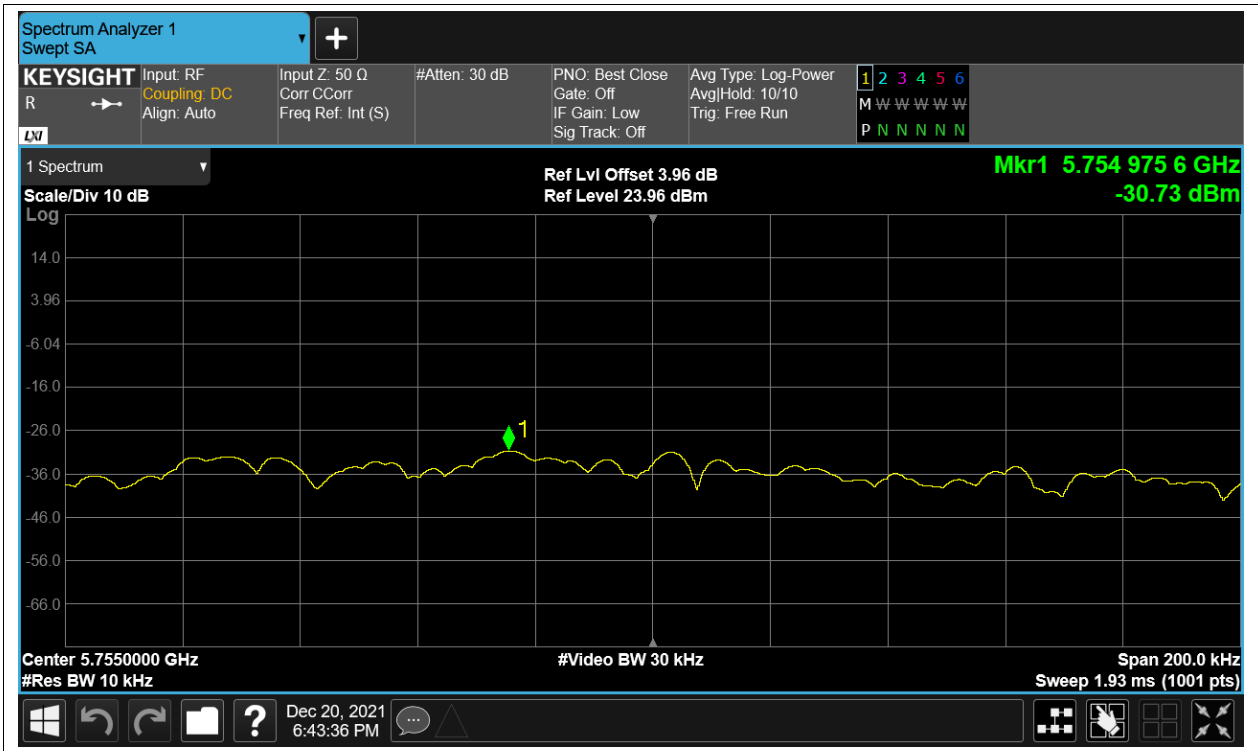 Spectrum Analyzer 1
Swept SA
KEYSIGHT
R
LXI
Input: RF
Coupling: DC
Align: Auto
Input Z: 50 Ω
Corr CCorr
Freq Ref: Int (S)
#Atten: 30 dB
PNO: Best Close
Gate: Off
IF Gain: Low
Sig Track: Off
Avg Type: Log-Power
Avg|Hold: 10/10
Trig: Free Run
1 2 3 4 5 6
M W W W W W
P N N N N N
1 Spectrum
Scale/Div 10 dB
Log
Ref Lvl Offset 3.96 dB
Ref Level 23.96 dBm
Mkr1 5.754 975 6 GHz
-30.73 dBm
14.0
3.96
-6.04
-16.0
-26.0
-36.0
-46.0
-56.0
-66.0
1
Center 5.7550000 GHz
#Res BW 10 kHz
#Video BW 30 kHz
Span 200.0 kHz
Sweep 1.93 ms (1001 pts)
?
Dec 20, 2021
6:43:36 PM